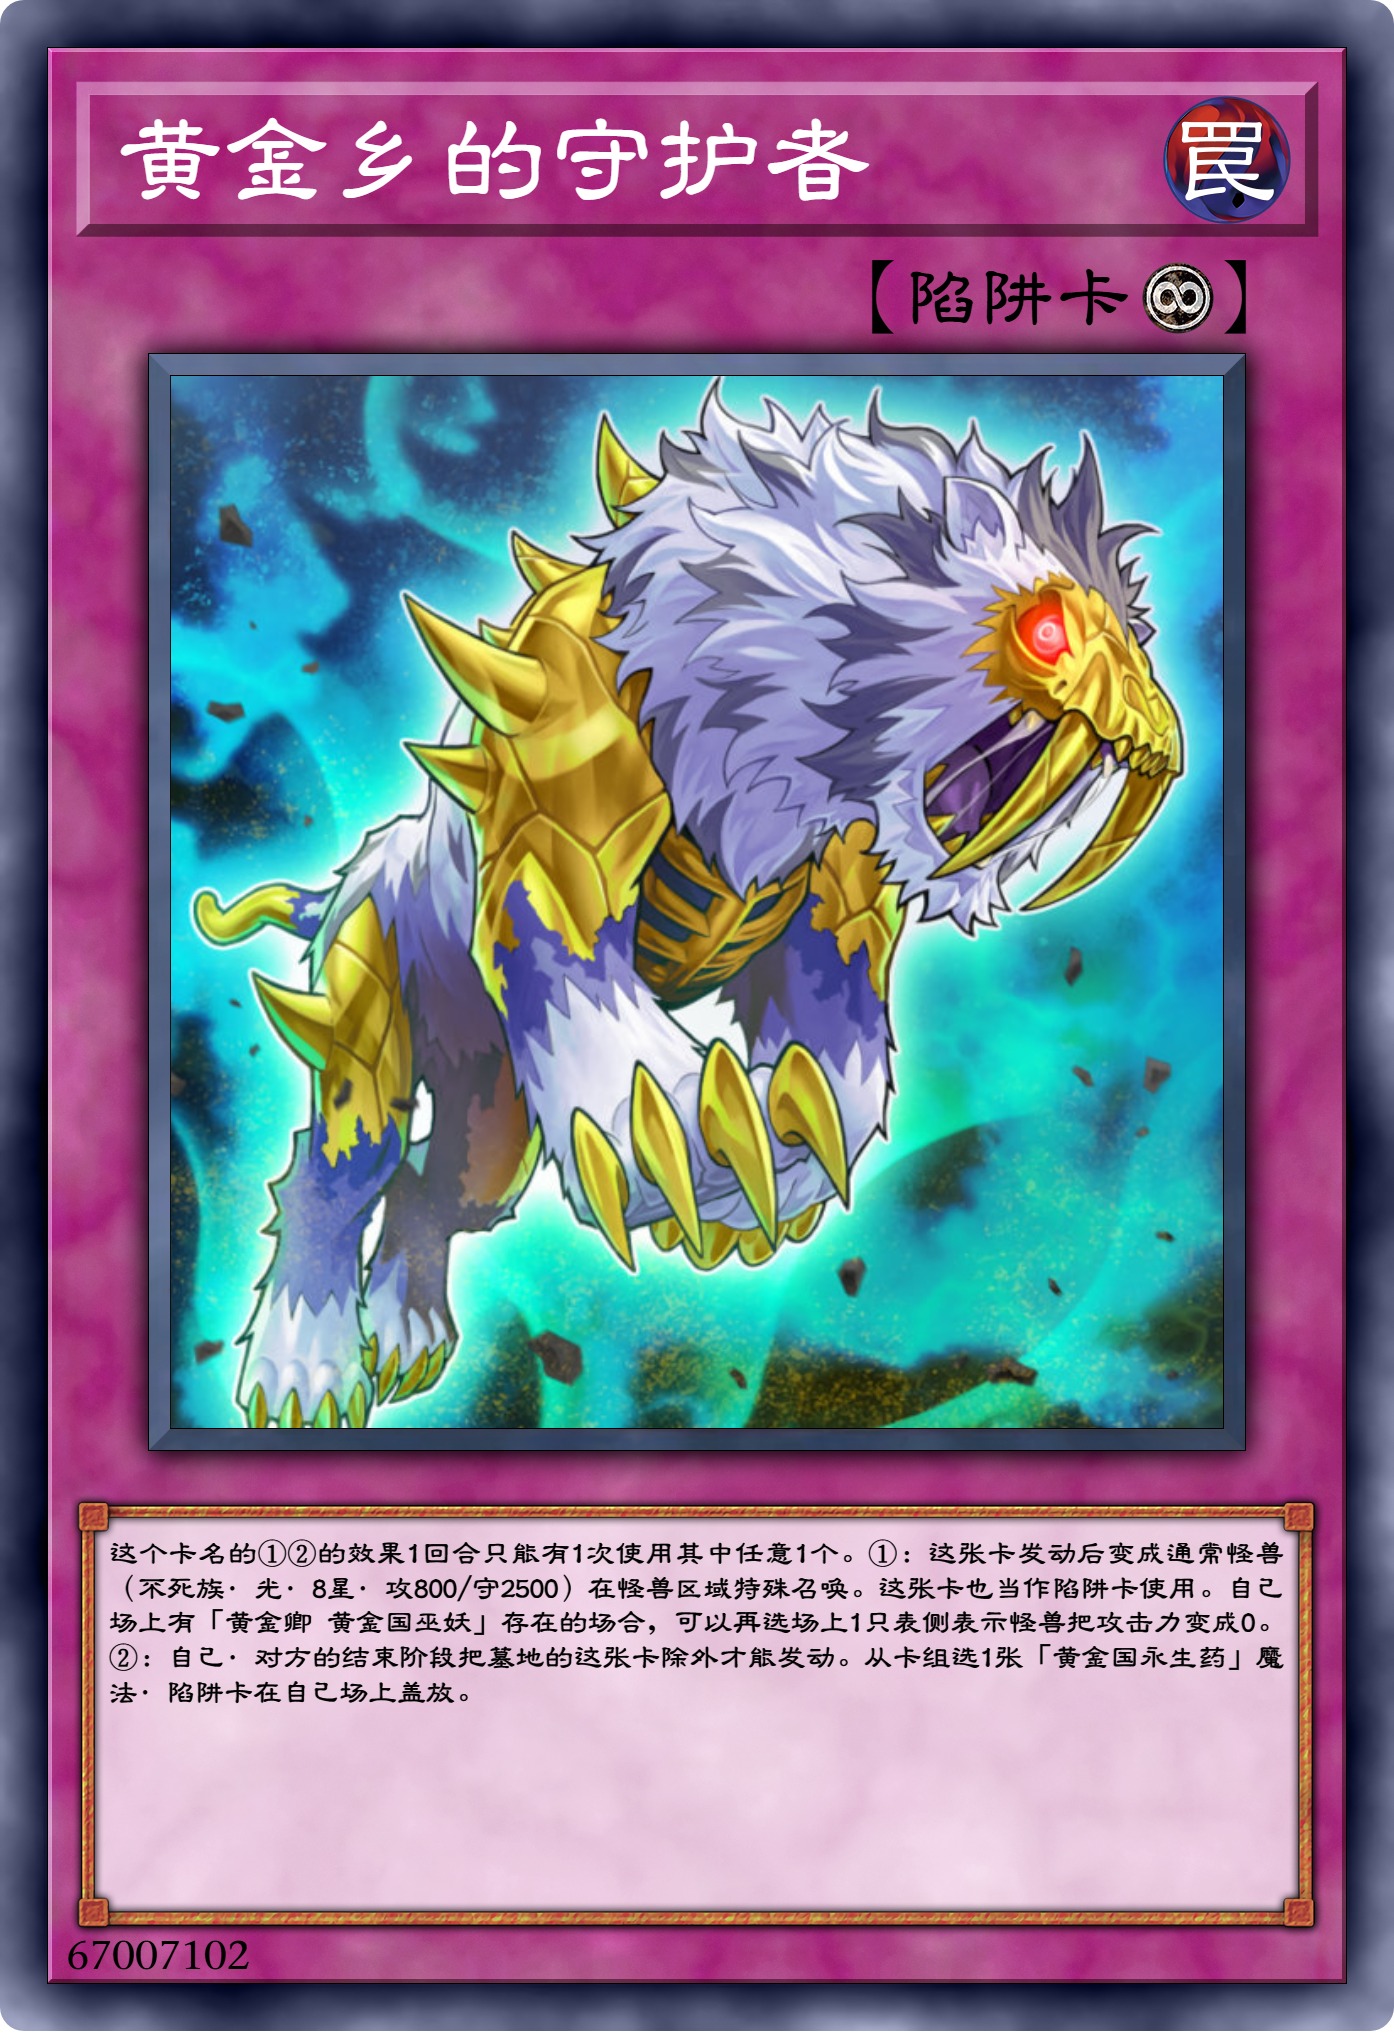 黄金乡的守护者
罠
【陷阱卡】
这个卡名的①②的效果1回合只能有1次使用其中任意1个。①：这张卡发动后变成通常怪兽
（不死族·光·8星·攻800/守2500）在怪兽区域特殊召唤。这张卡也当作陷阱卡使用。自己
场上有「黄金卿 黄金国巫妖」存在的场合，可以再选场上1只表侧表示怪兽把攻击力变成0。
②：自己·对方的结束阶段把墓地的这张卡除外才能发动。从卡组选1张「黄金国永生药」魔
法·陷阱卡在自己场上盖放。
67007102